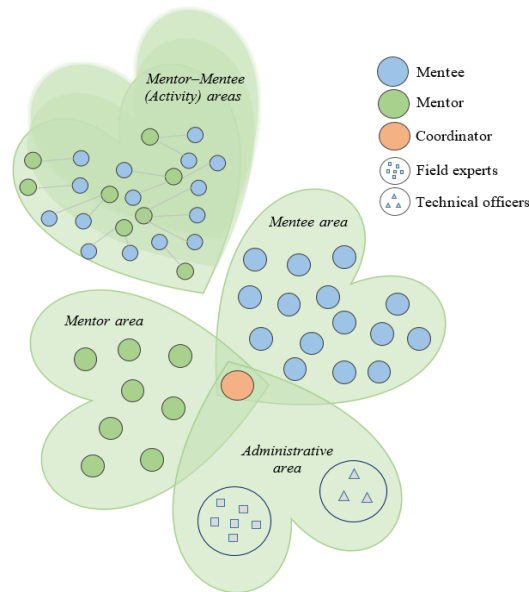 Mentor–Mentee
(Activity) areas
Mentee
Mentor
Coordinator
Field experts
Technical officers
Mentee area
Mentor area
Administrative
area